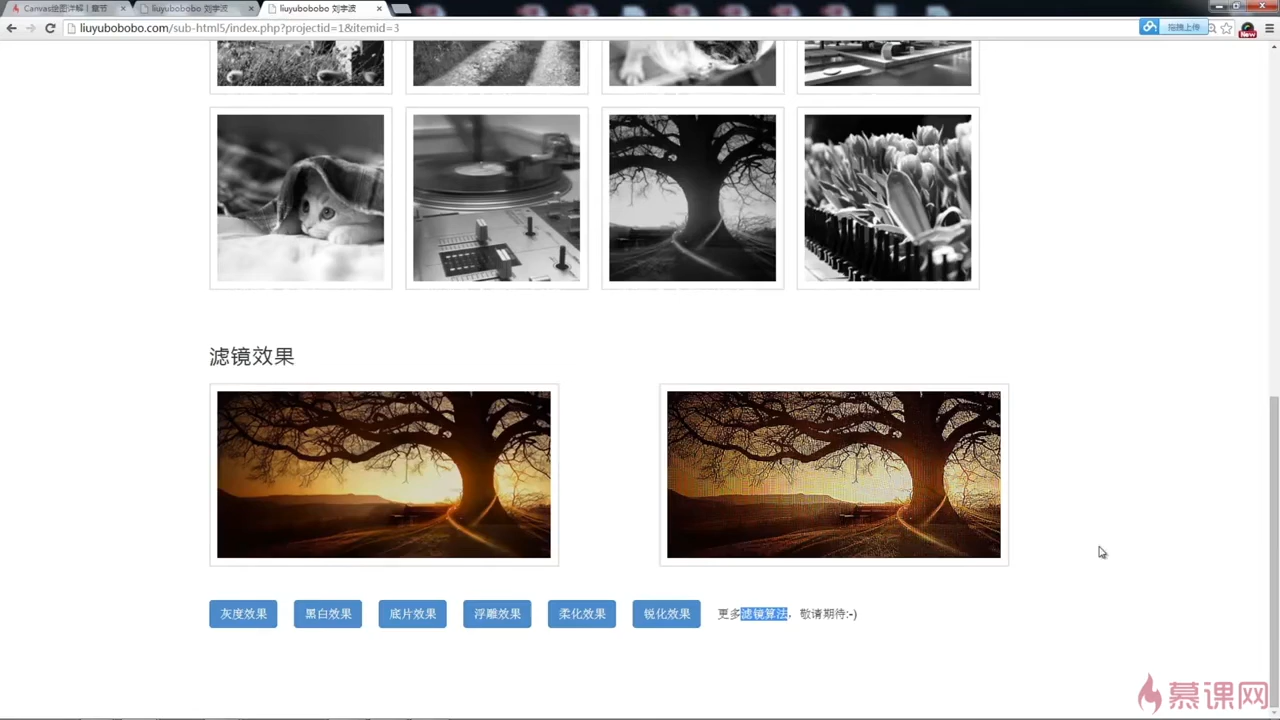 Canvas绘图详解 | 章节
liuyubobobo 刘宇波
liuyubobobo 刘宇波
liuyubobobo.com/sub-html5/index.php?projectid=1&itemid=3
拖拽上传
New
滤镜效果
灰度效果
黑白效果
底片效果
浮雕效果
柔化效果
锐化效果
更多滤镜算法，敬请期待:-)
慕课网